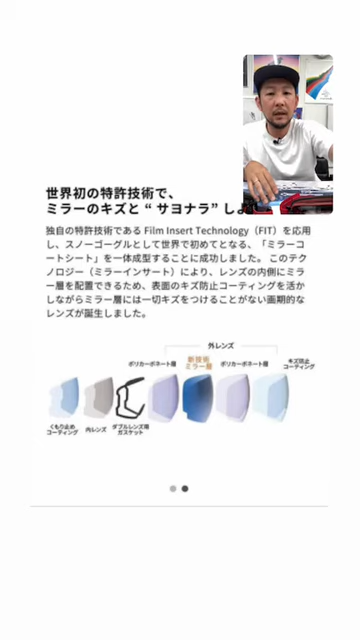 世界初の特許技術で、
ミラーのキズと “ サヨナラ” し
独自の特許技術である Film Insert Technology（FIT）を応用
し、スノーゴーグルとして世界で初めてとなる、「ミラーコ
ートシート」を一体成型することに成功しました。 このテク
ノロジー（ミラーインサート）により、レンズの内側にミラ
ー層を配置できるため、表面のキズ防止コーティングを活か
しながらミラー層には一切キズをつけることがない画期的な
レンズが誕生しました。
外レンズ
ポリカーボネート層
新技術
ミラー層
ポリカーボネート層
キズ防止
コーティング
くもり止め
コーティング
内レンズ
ダブルレンズ用
ガスケット